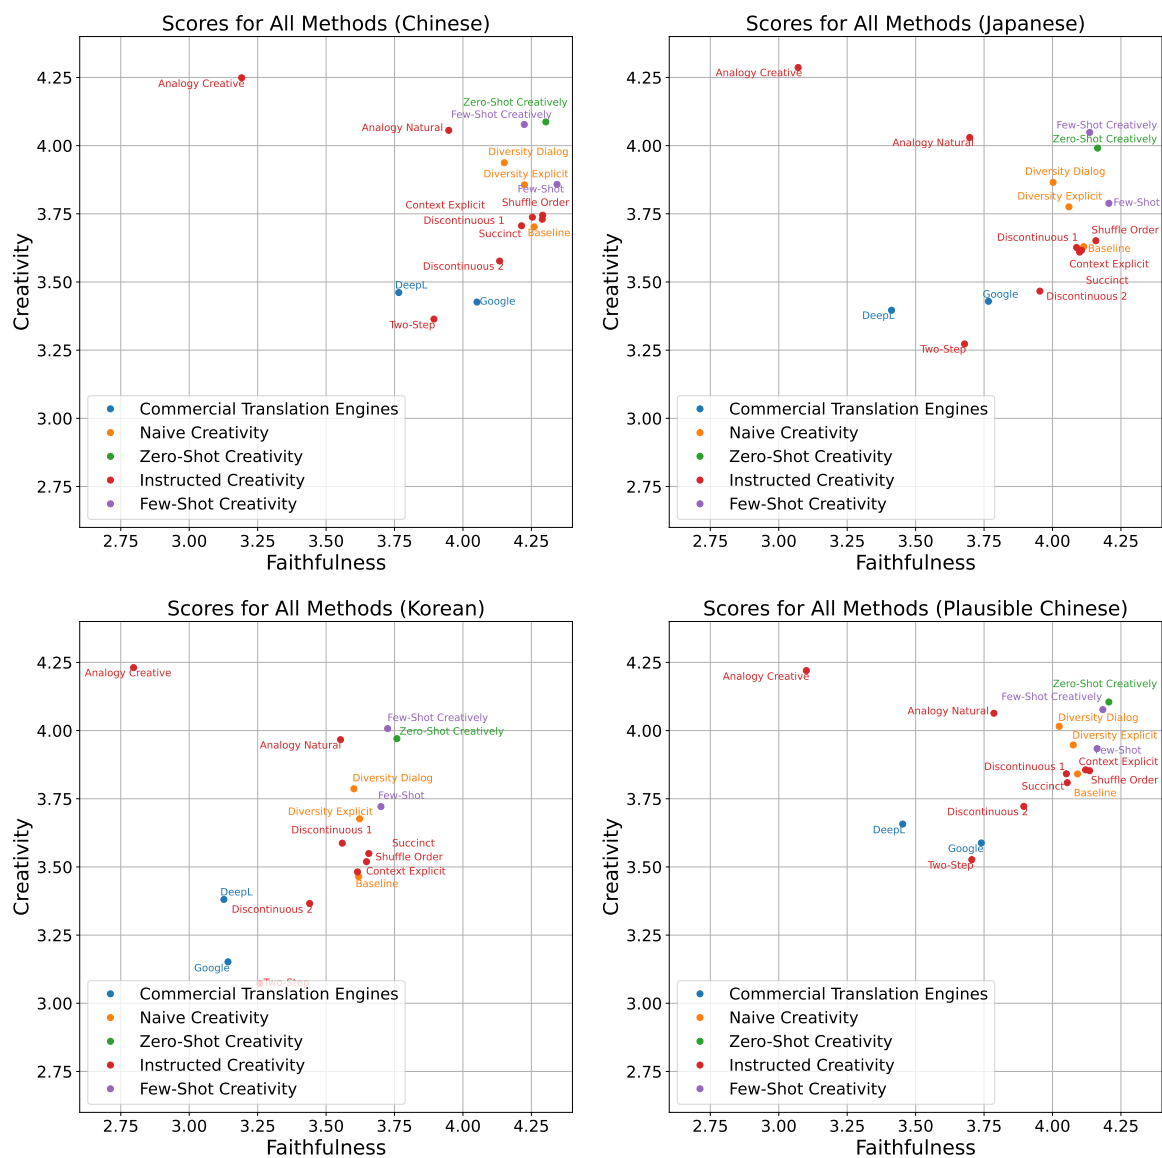 Scores for All Methods (Chinese)
Creativity
4.25
4.00
3.75
3.50
3.25
3.00
2.75
Analogy Creative
Zero-Shot Creatively
Few-Shot Creatively
Analogy Natural
Diversity Dialog
Diversity Explicit
Few-Shot
Shuffle Order
Context Explicit
Discontinuous 1
Succinct
Baseline
Discontinuous 2
DeepL
Google
Two-Step
Commercial Translation Engines
Naive Creativity
Zero-Shot Creativity
Instructed Creativity
Few-Shot Creativity
2.75 3.00 3.25 3.50 3.75 4.00 4.25
Faithfulness
Scores for All Methods (Japanese)
Creativity
4.25
4.00
3.75
3.50
3.25
3.00
2.75
Analogy Creative
Few-Shot Creatively
Zero-Shot Creatively
Analogy Natural
Diversity Dialog
Diversity Explicit
Few-Shot
Shuffle Order
Discontinuous 1
Baseline
Context Explicit
Succinct
Google
Discontinuous 2
DeepL
Two-Step
Commercial Translation Engines
Naive Creativity
Zero-Shot Creativity
Instructed Creativity
Few-Shot Creativity
2.75 3.00 3.25 3.50 3.75 4.00 4.25
Faithfulness
Scores for All Methods (Korean)
Creativity
4.25
4.00
3.75
3.50
3.25
3.00
2.75
Analogy Creative
Few-Shot Creatively
Zero-Shot Creatively
Analogy Natural
Diversity Dialog
Few-Shot
Diversity Explicit
Discontinuous 1
Succinct
Shuffle Order
Context Explicit
Baseline
DeepL
Discontinuous 2
Google
Two-Step
Commercial Translation Engines
Naive Creativity
Zero-Shot Creativity
Instructed Creativity
Few-Shot Creativity
2.75 3.00 3.25 3.50 3.75 4.00 4.25
Faithfulness
Scores for All Methods (Plausible Chinese)
Creativity
4.25
4.00
3.75
3.50
3.25
3.00
2.75
Analogy Creative
Zero-Shot Creatively
Few-Shot Creatively
Analogy Natural
Diversity Dialog
Diversity Explicit
Few-Shot
Context Explicit
Discontinuous 1
Shuffle Order
Succinct
Baseline
Discontinuous 2
DeepL
Google
Two-Step
Commercial Translation Engines
Naive Creativity
Zero-Shot Creativity
Instructed Creativity
Few-Shot Creativity
2.75 3.00 3.25 3.50 3.75 4.00 4.25
Faithfulness